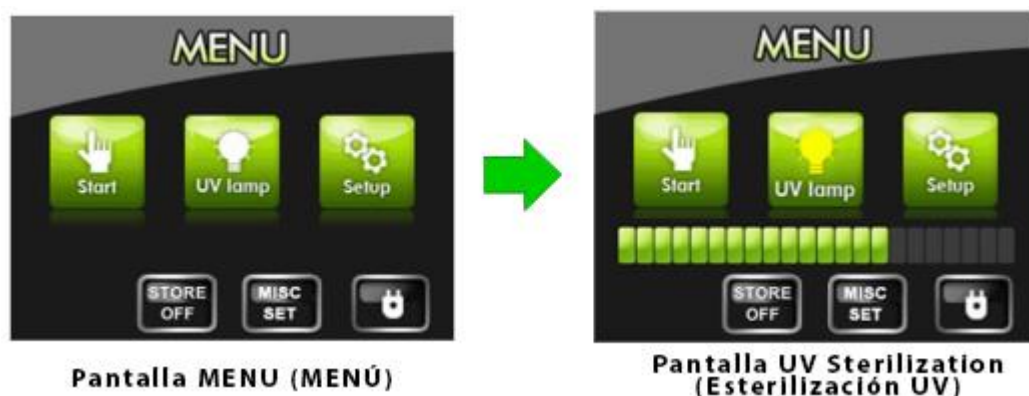 MENU
Start
UV lamp
Setup
STORE OFF
MISC SET
Pantalla MENU (MENÚ)
MENU
Start
UV lamp
Setup
STORE OFF
MISC SET
Pantalla UV Sterilization
(Esterilización UV)